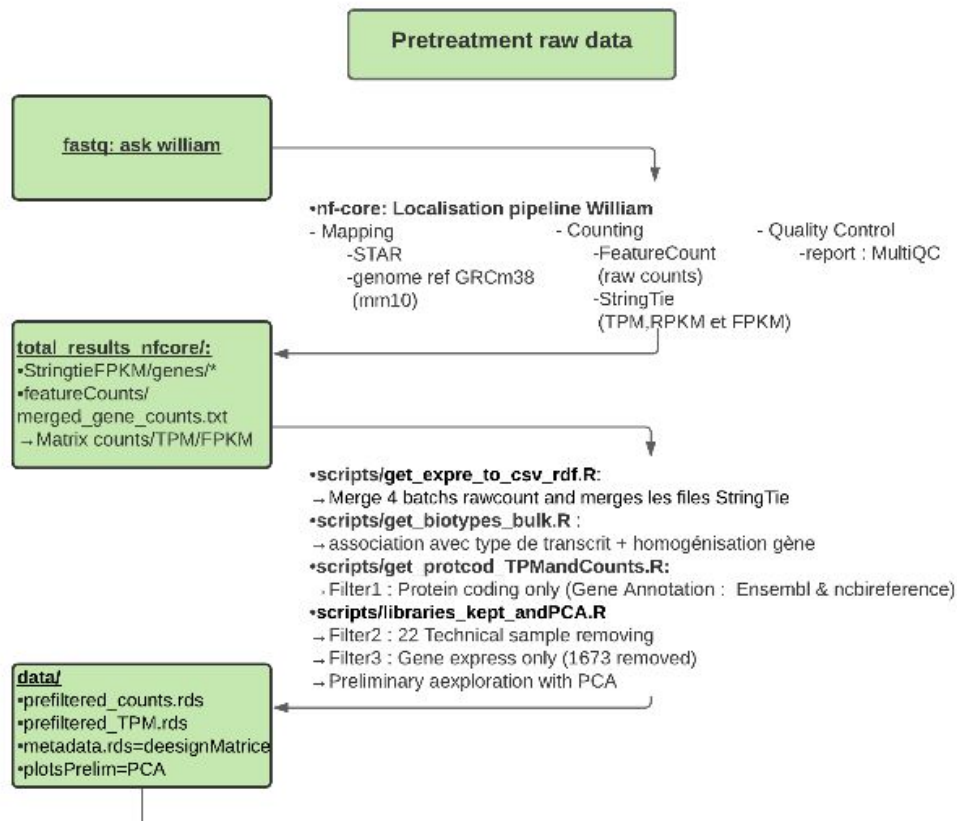 Pretreatment raw data
fastq: ask william
•nf-core: Localisation pipeline William
- Mapping
-STAR
-genome ref GRCm38
(mm10)
- Counting
-FeatureCount
(raw counts)
-StringTie
(TPM,RPKM et FPKM)
- Quality Control
-report : MultiQC
total_results_nfcore/:
•StringtieFPKM/genes/*
•featureCounts/
merged_gene_counts.txt
→Matrix counts/TPM/FPKM
•scripts/get_expre_to_csv_rdf.R:
→Merge 4 batchs rawcount and merges les files StringTie
•scripts/get_biotypes_bulk.R :
→association avec type de transcrit + homogénisation gène
•scripts/get_protcod_TPMandCounts.R:
→Filter1 : Protein coding only (Gene Annotation : Ensembl & ncbireference)
•scripts/libraries_kept_andPCA.R
→Filter2 : 22 Technical sample removing
→Filter3 : Gene express only (1673 removed)
→Preliminary aexploration with PCA
data/
•prefiltered_counts.rds
•prefiltered_TPM.rds
•metadata.rds=deesignMatrice
•plotsPrelim=PCA